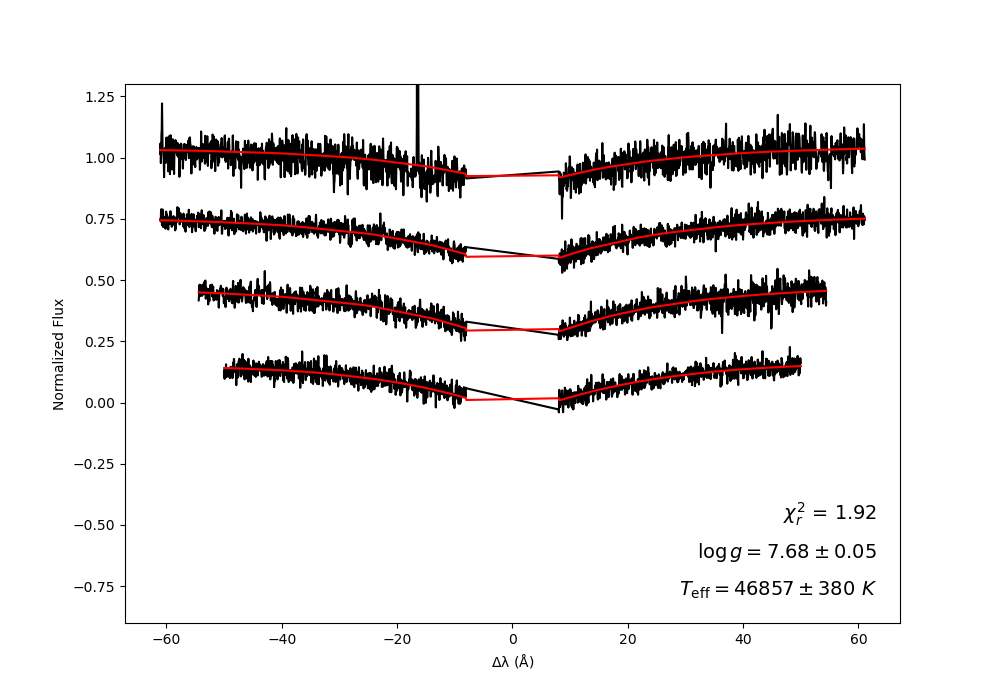 1.25
1.00
0.75
0.50
0.25
0.00
−0.25
−0.50
−0.75
Normalized Flux
χ²ᵣ = 1.92
log g = 7.68 ± 0.05
T_eff = 46857 ± 380 K
−60 −40 −20 0 20 40 60
Δλ (Å)